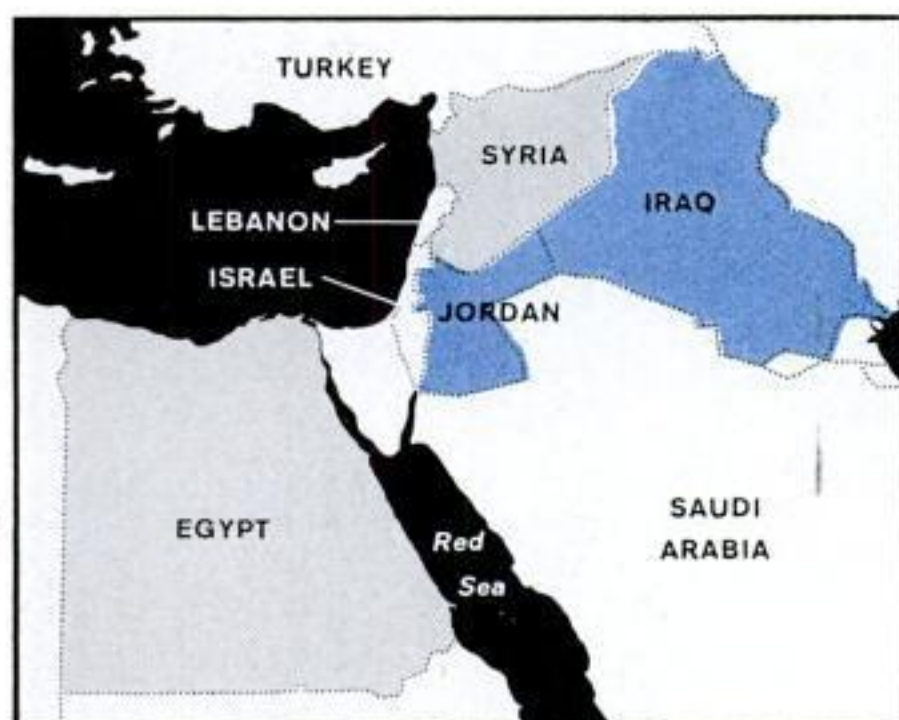 TURKEY
SYRIA
IRAQ
LEBANON
ISRAEL
JORDAN
EGYPT
SAUDI
ARABIA
Red
Sea